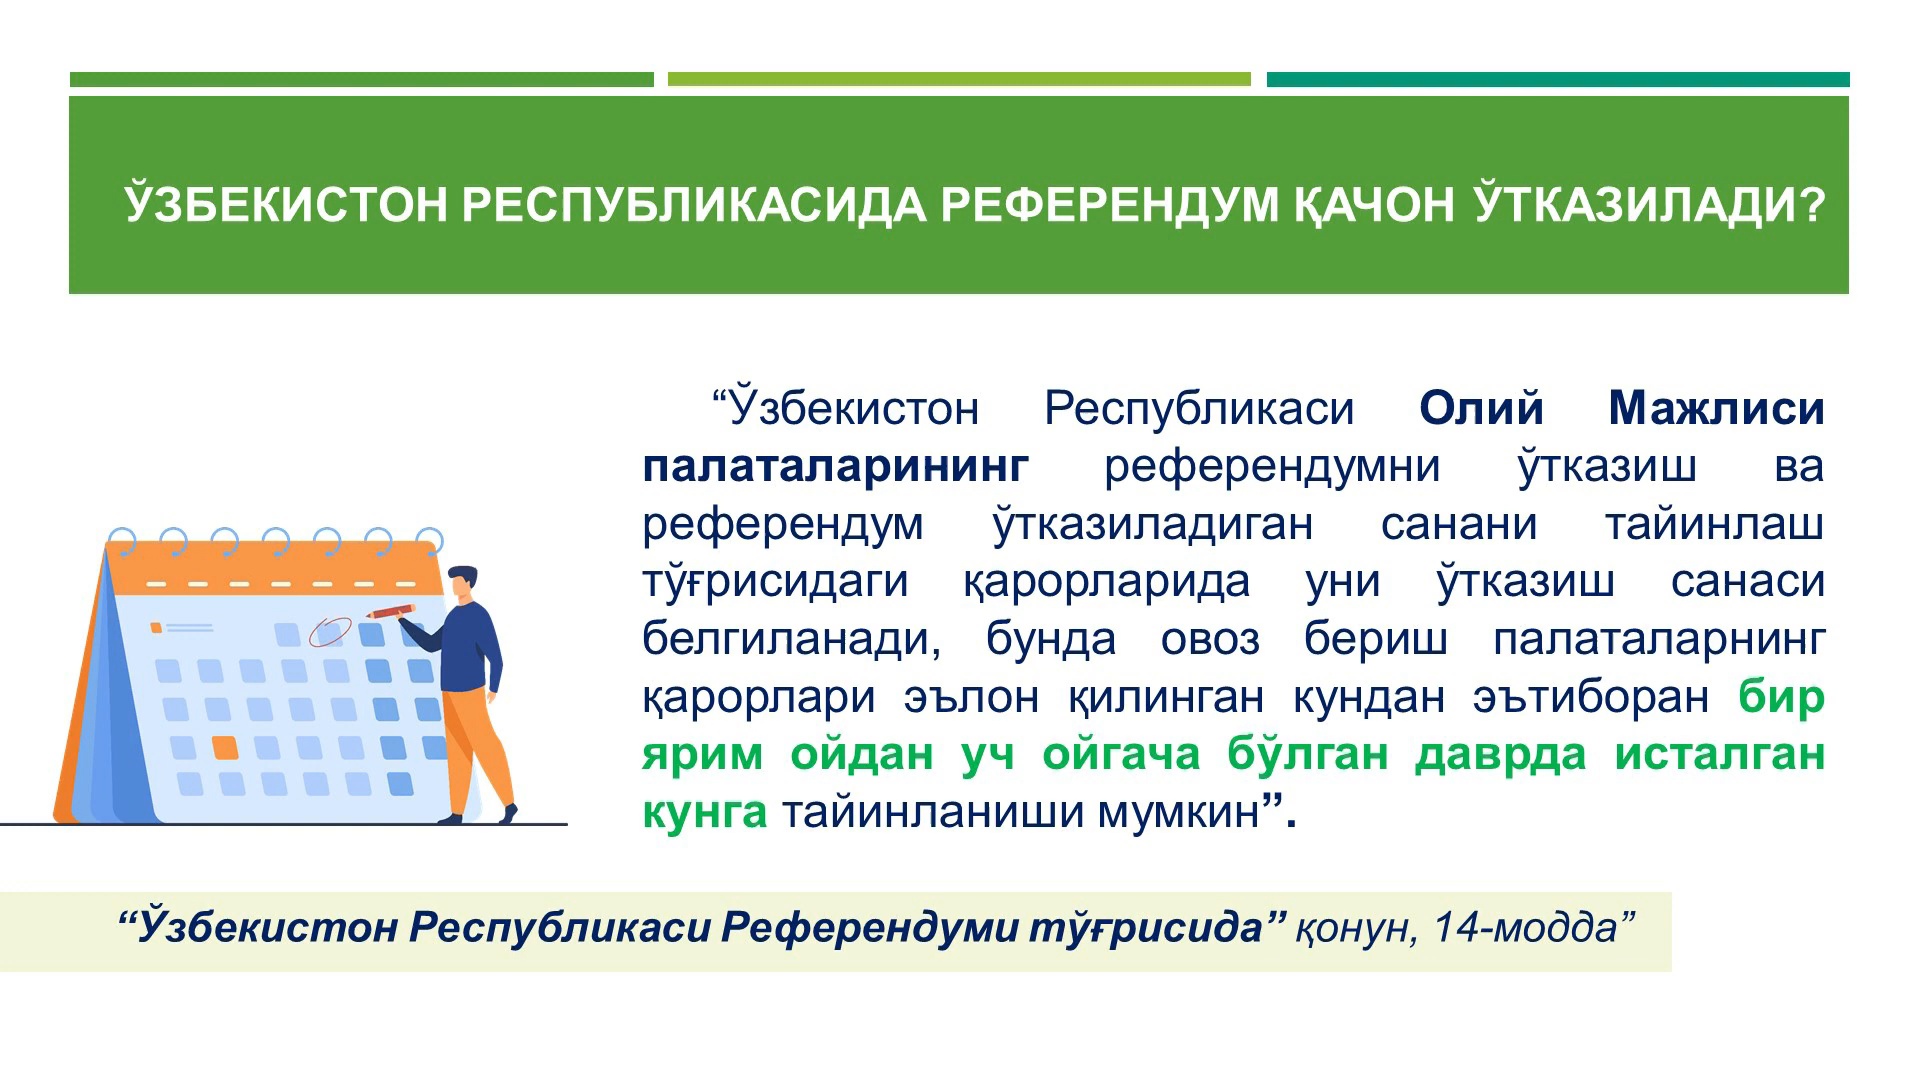 ЎЗБЕКИСТОН РЕСПУБЛИКАСИДА РЕФЕРЕНДУМ ҚАЧОН ЎТКАЗИЛАДИ?
“Ўзбекистон Республикаси Олий Мажлиси
палаталарининг референдумни ўтказиш ва
референдум ўтказиладиган санани тайинлаш
тўғрисидаги қарорларида уни ўтказиш санаси
белгиланади, бунда овоз бериш палаталарнинг
қарорлари эълон қилинган кундан эътиборан бир
ярим ойдан уч ойгача бўлган даврда исталган
кунга тайинланиши мумкин”.
“Ўзбекистон Республикаси Референдуми тўғрисида” қонун, 14-модда”